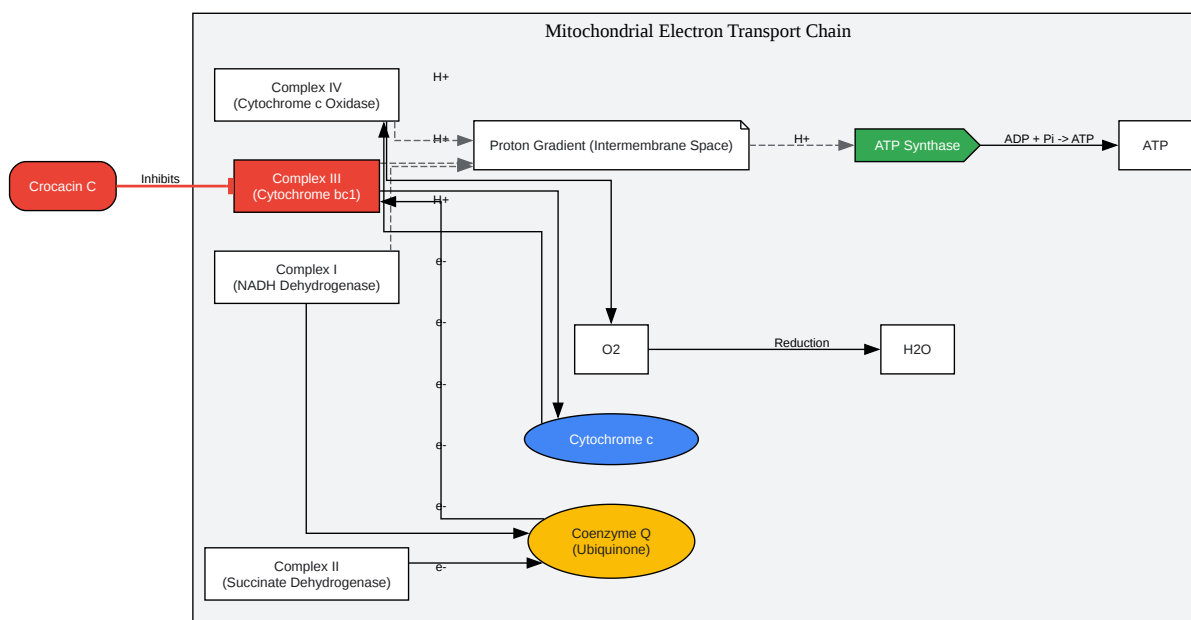 Mitochondrial Electron Transport Chain
Complex IV
(Cytochrome c Oxidase)
H+
H+
Proton Gradient (Intermembrane Space)
H+
ATP Synthase
ADP + Pi -> ATP
ATP
Crocacin C
Inhibits
Complex III
(Cytochrome bc1)
H+
Complex I
(NADH Dehydrogenase)
e-
e-
O2
Reduction
H2O
e-
Cytochrome c
e-
e-
Coenzyme Q
(Ubiquinone)
Complex II
(Succinate Dehydrogenase)
e-